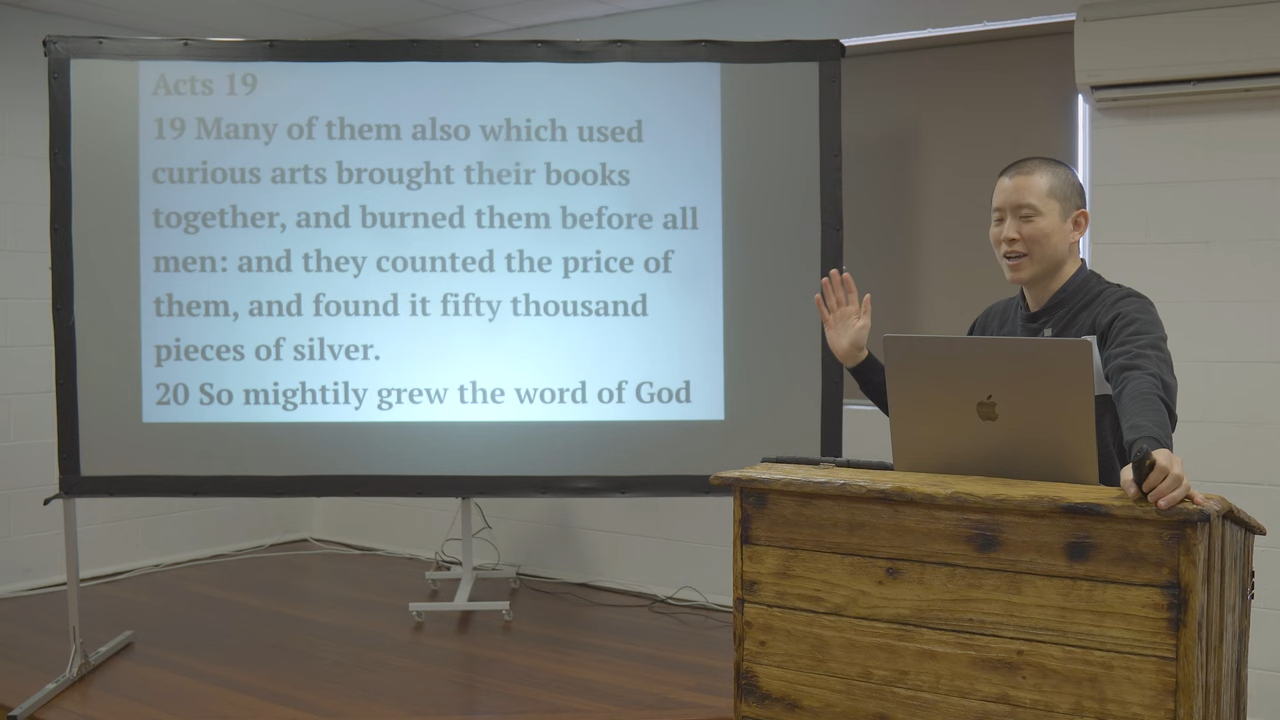 Acts 19
19 Many of them also which used
curious arts brought their books
together, and burned them before all
men: and they counted the price of
them, and found it fifty thousand
pieces of silver.
20 So mightily grew the word of God